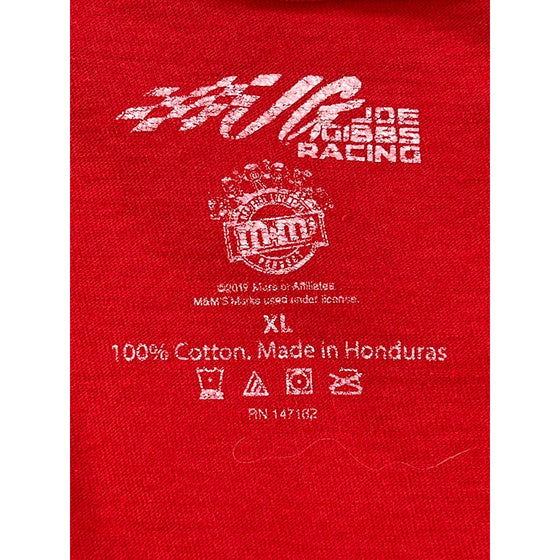 JGR JOE
GIBBS
RACING
m&m's
©2019 Mars or Affiliates.
M&M'S Marks used under license.
XL
100% Cotton. Made in Honduras
RN 147162